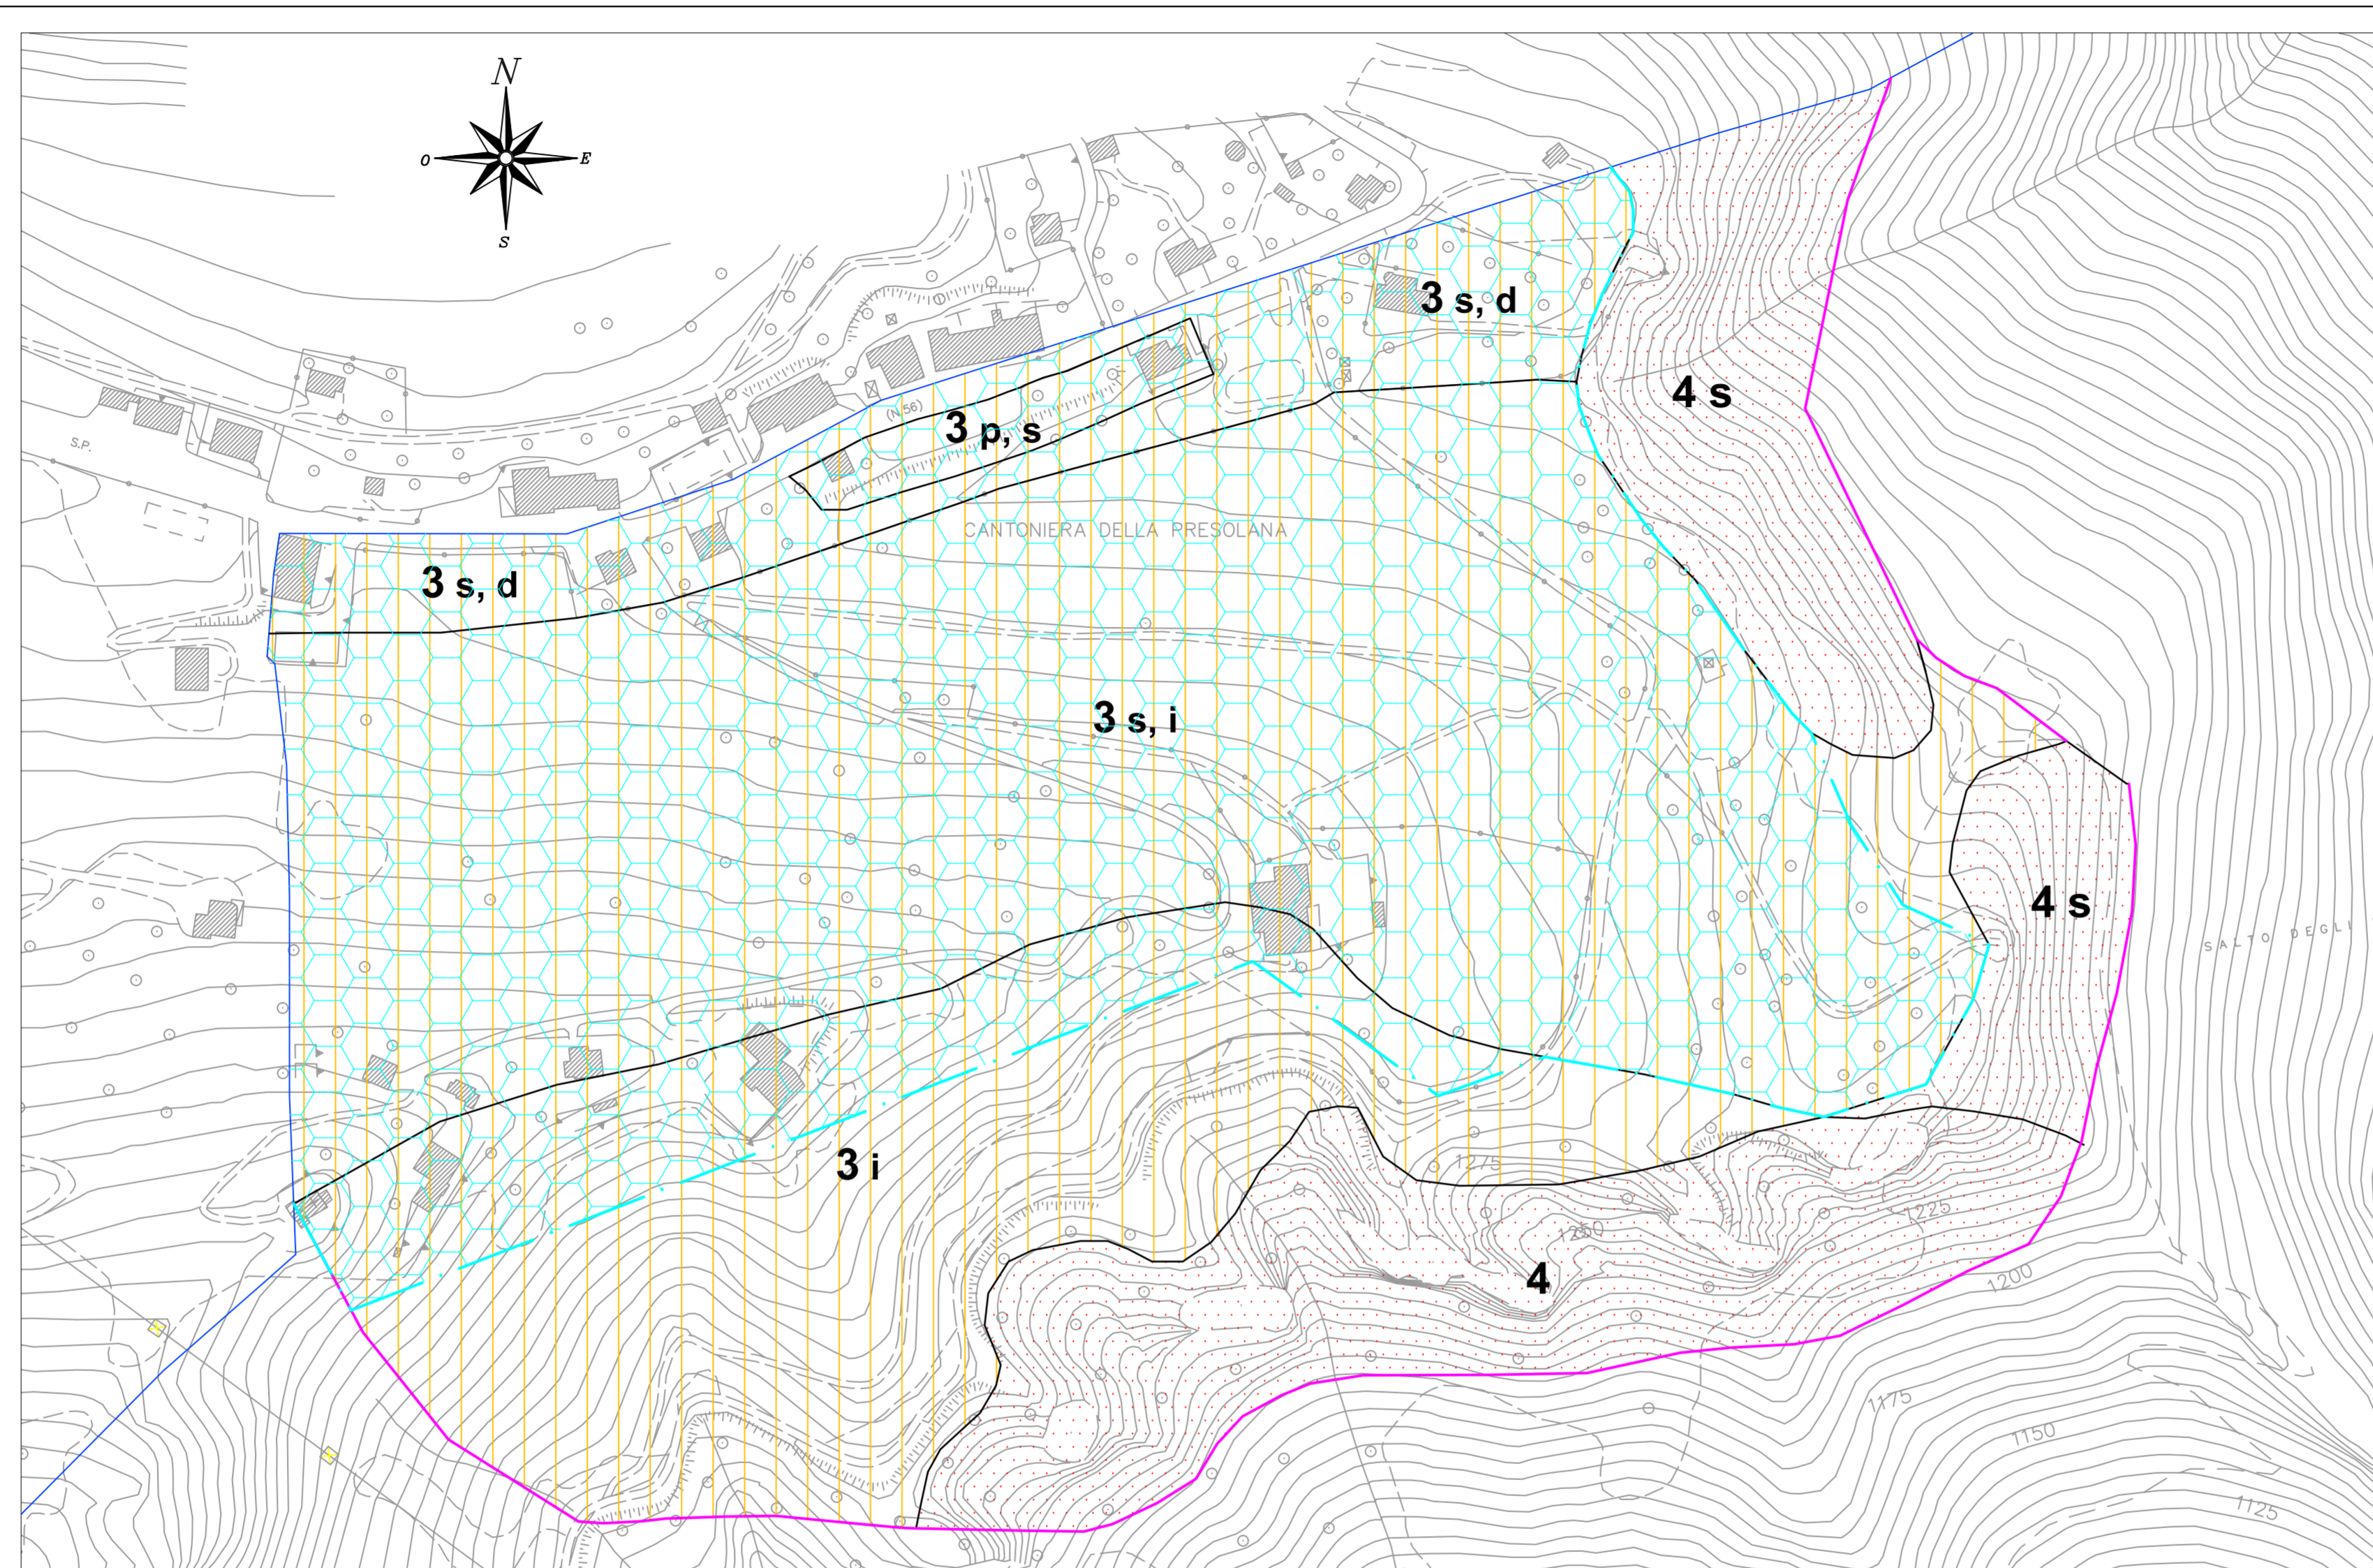 N
O
E
S
3 s, d
4 s
(N.56)
3 p, s
S.P.
CANTONIERA DELLA PRESOLANA
3 s, d
3 s, i
4 s
SALTO DEGLI
3 i
1275
225
1250
4
1200
1175
1150
1125